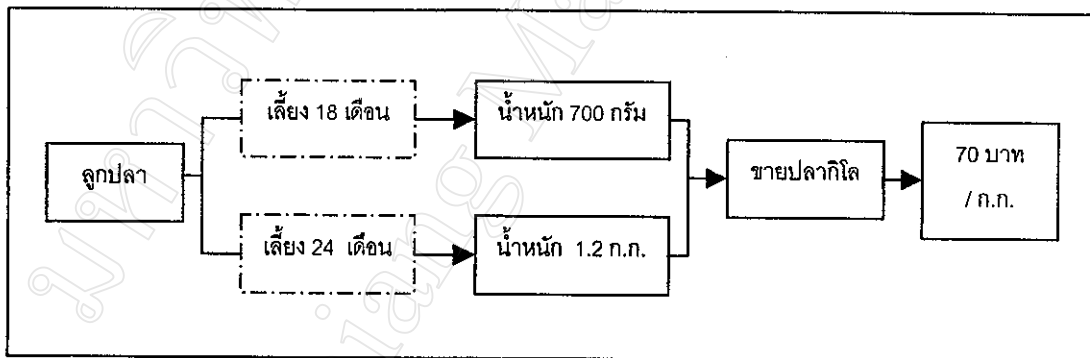 ลูกปลา
เลี้ยง 18 เดือน
น้ำหนัก 700 กรัม
เลี้ยง 24 เดือน
น้ำหนัก 1.2 ก.ก.
ขายปลากิโล
70 บาท
/ ก.ก.